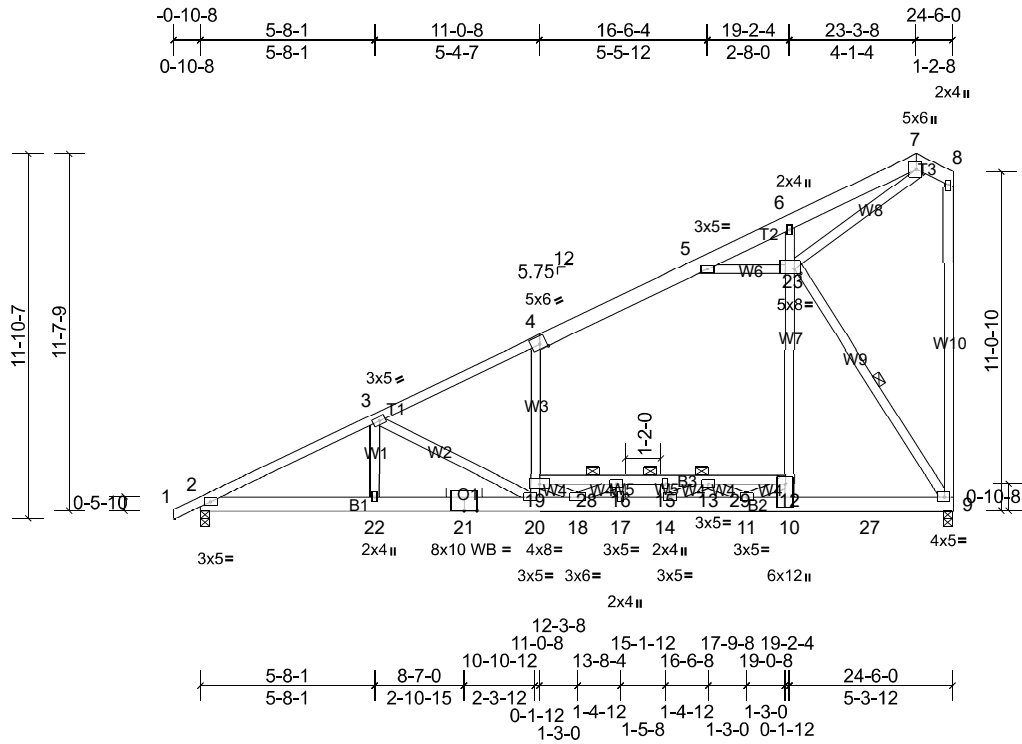 -0-10-8 5-8-1 11-0-8 16-6-4 19-2-4 23-3-8 24-6-0
0-10-8 5-8-1 5-4-7 5-5-12 2-8-0 4-1-4 1-2-8
2x4 II
5x6 II
7
8
T3
2x4 II
6
W8
3x5 =
T2
5
12
5.75
W6
23
5x6 =
5x8 =
4
W7
11-10-7
11-7-9
W10
11-0-10
W9
3x5 =
3
T1
W3
1-2-0
W1
W2
B3
2
1
0-5-10
B1
O1
19
W4
28
W4
W5
16
W5
15
W4
13
W4
29
B2
W4
12
9
0-10-8
22 21 20 18 17 14 11 10 27
3x5 =
3x5 =
2x4 II 8x10 WB = 4x8 = 3x5 = 2x4 II 3x5 = 4x5 =
3x5 = 3x6 = 3x5 = 6x12 II
2x4 II
12-3-8
11-0-8 15-1-12 17-9-8 19-2-4
10-10-12 13-8-4 16-6-8 19-0-8
5-8-1 8-7-0 24-6-0
5-8-1 2-10-15 2-3-12 5-3-12
0-1-12 1-4-12 1-4-12 1-3-0
1-3-0 1-5-8 1-3-0 0-1-12